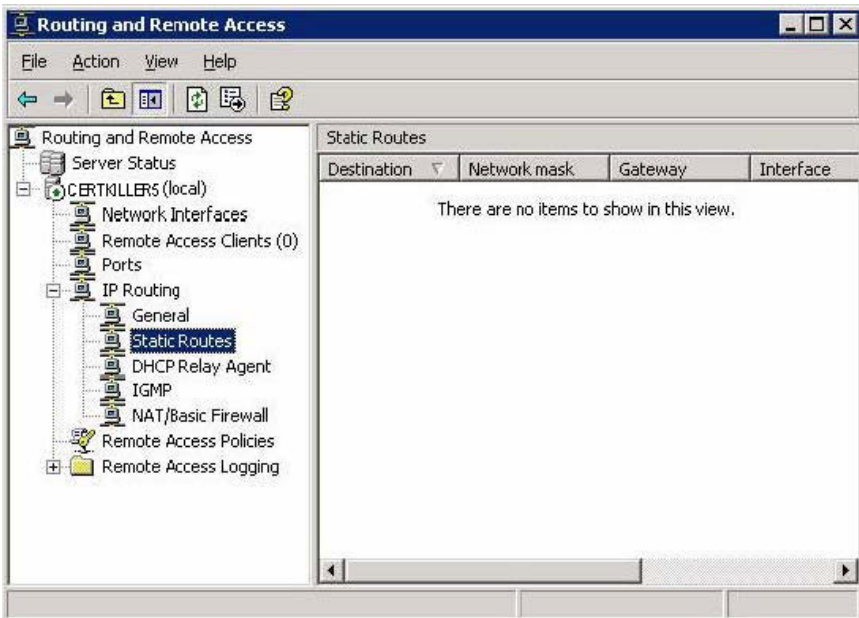 Routing and Remote Access
File Action View Help
Routing and Remote Access
Server Status
CERTKILLER5 (local)
Network Interfaces
Remote Access Clients (0)
Ports
IP Routing
General
Static Routes
DHCP Relay Agent
IGMP
NAT/Basic Firewall
Remote Access Policies
Remote Access Logging
Static Routes
Destination Network mask Gateway Interface
There are no items to show in this view.